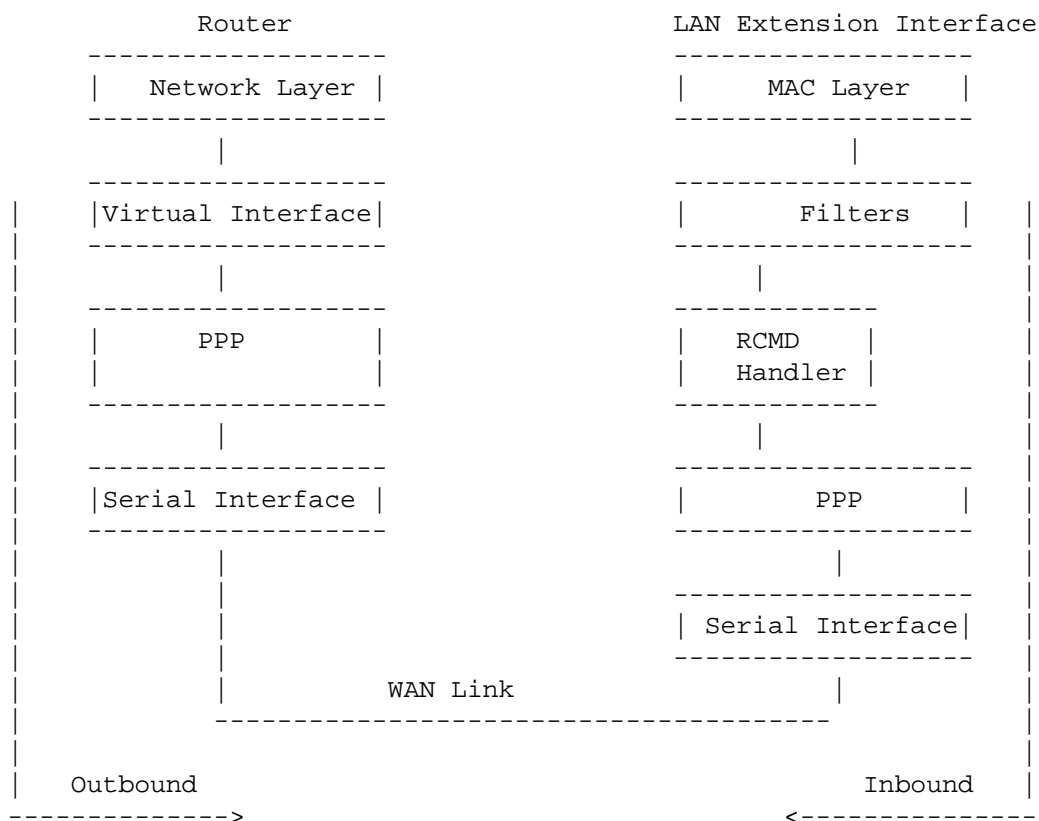 Router LAN Extension Interface
Network Layer MAC Layer
Virtual Interface Filters
PPP RCMD
Handler
Serial Interface PPP
Serial Interface
WAN Link
Outbound Inbound